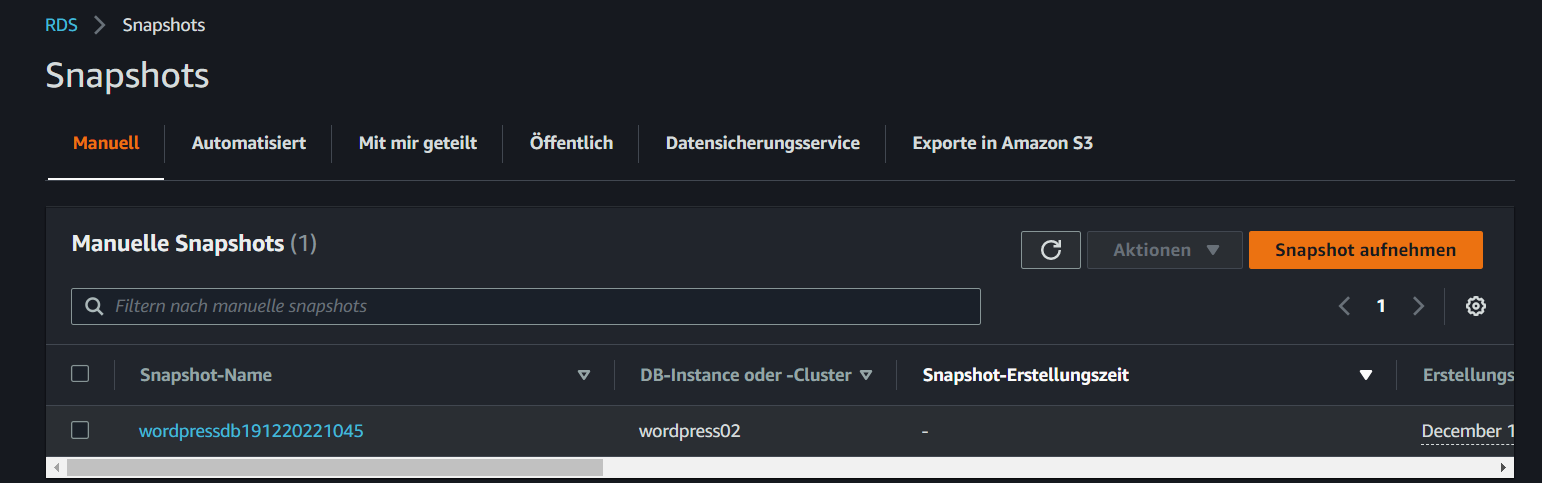 RDS > Snapshots
Snapshots
Manuell Automatisiert Mit mir geteilt Öffentlich Datensicherungsservice Exporte in Amazon S3
Manuelle Snapshots (1)
Aktionen Snapshot aufnehmen
Filtern nach manuelle snapshots
1
Snapshot-Name DB-Instance oder -Cluster Snapshot-Erstellungszeit Erstellungs
wordpressdb191220221045 wordpress02 - December 1